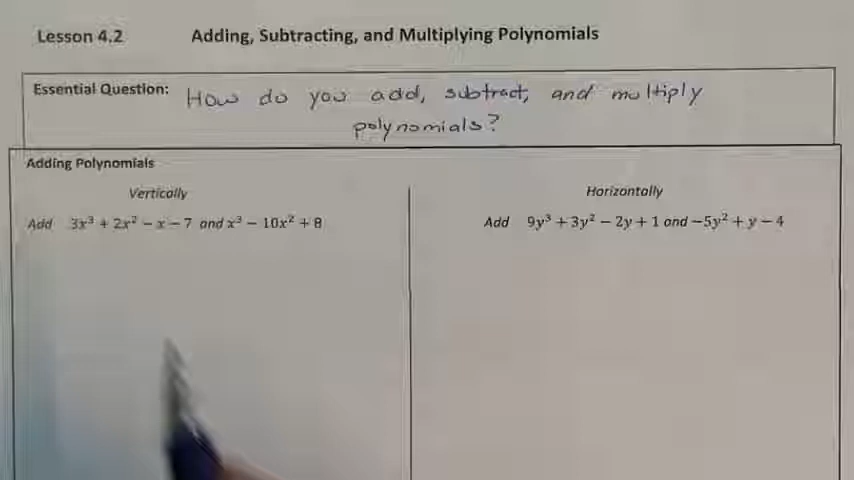 Lesson 4.2 Adding, Subtracting, and Multiplying Polynomials
Essential Question: How do you add, subtract, and multiply
polynomials?
Adding Polynomials
Vertically Horizontally
Add 3x³ + 2x² − x − 7 and x³ − 10x² + 8 Add 9y³ + 3y² − 2y + 1 and −5y² + y − 4